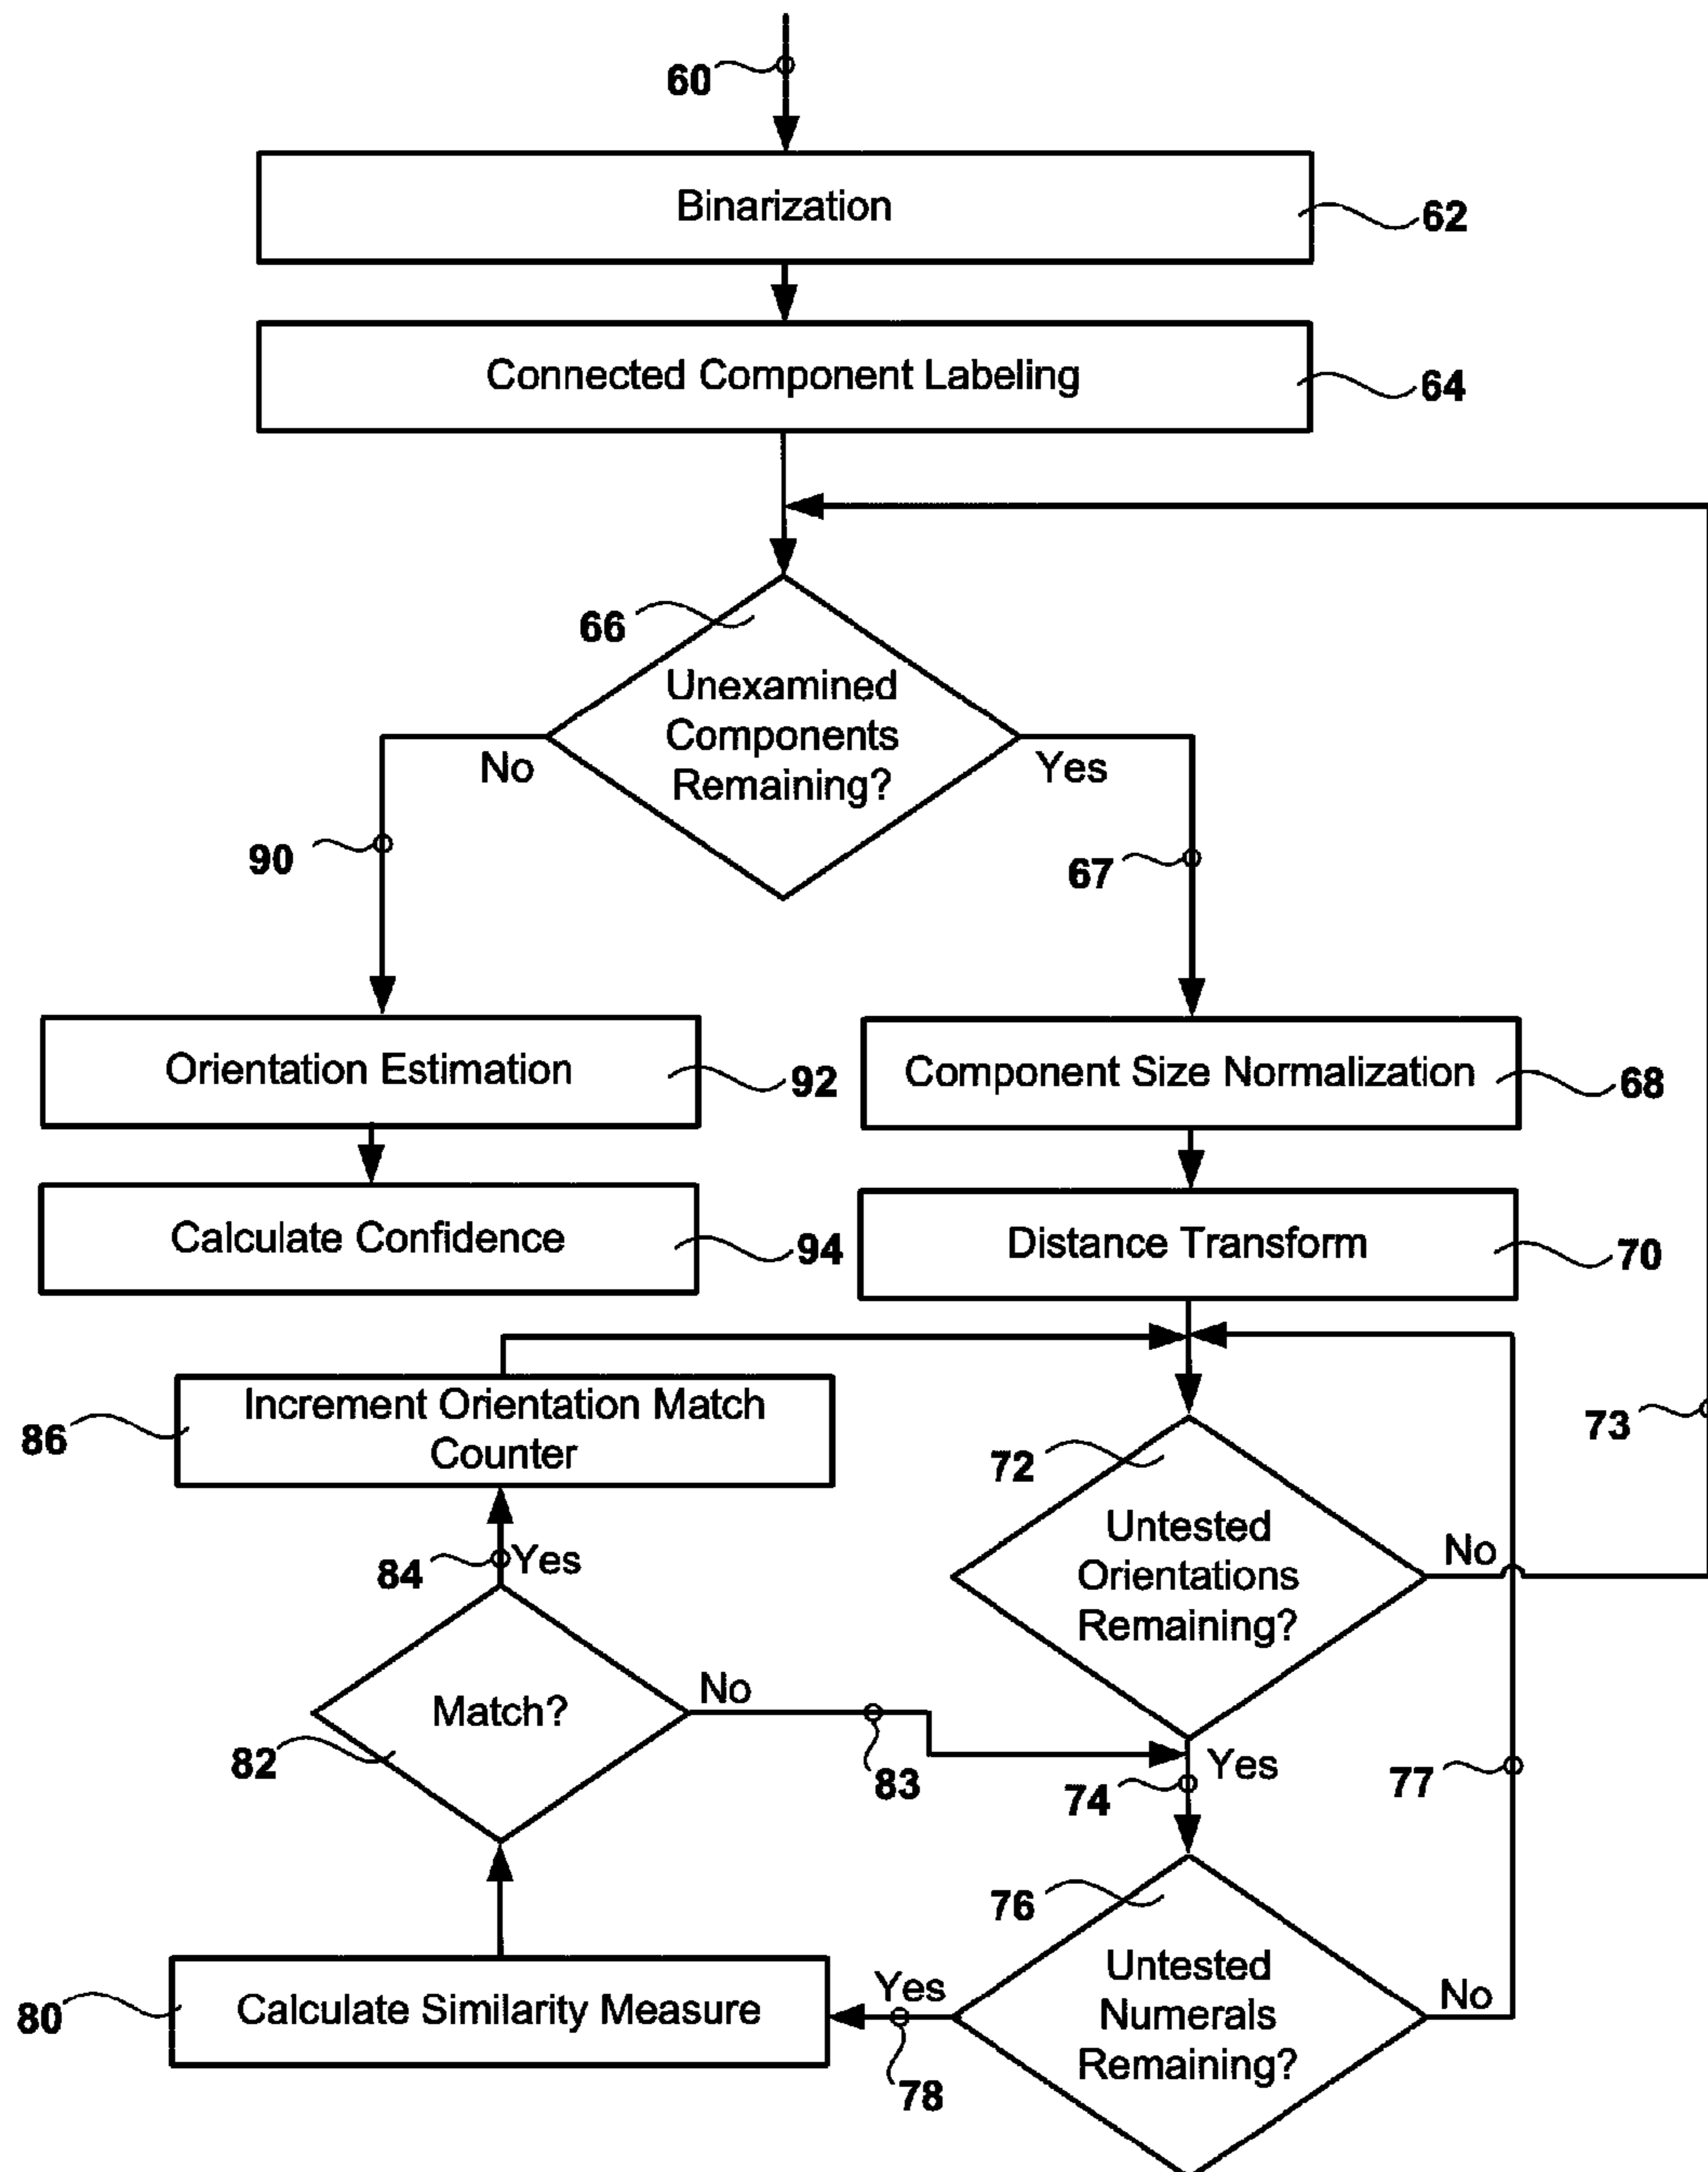 60
Binarization
62
Connected Component Labeling
64
66
Unexamined
Components
Remaining?
No
Yes
90
67
Orientation Estimation
92
Component Size Normalization
68
Calculate Confidence
94
Distance Transform
70
Increment Orientation Match
Counter
86
73
72
Untested
Orientations
Remaining?
No
84
Yes
Match?
No
82
83
Yes
74
77
76
Untested
Numerals
Remaining?
No
Yes
Calculate Similarity Measure
80
78